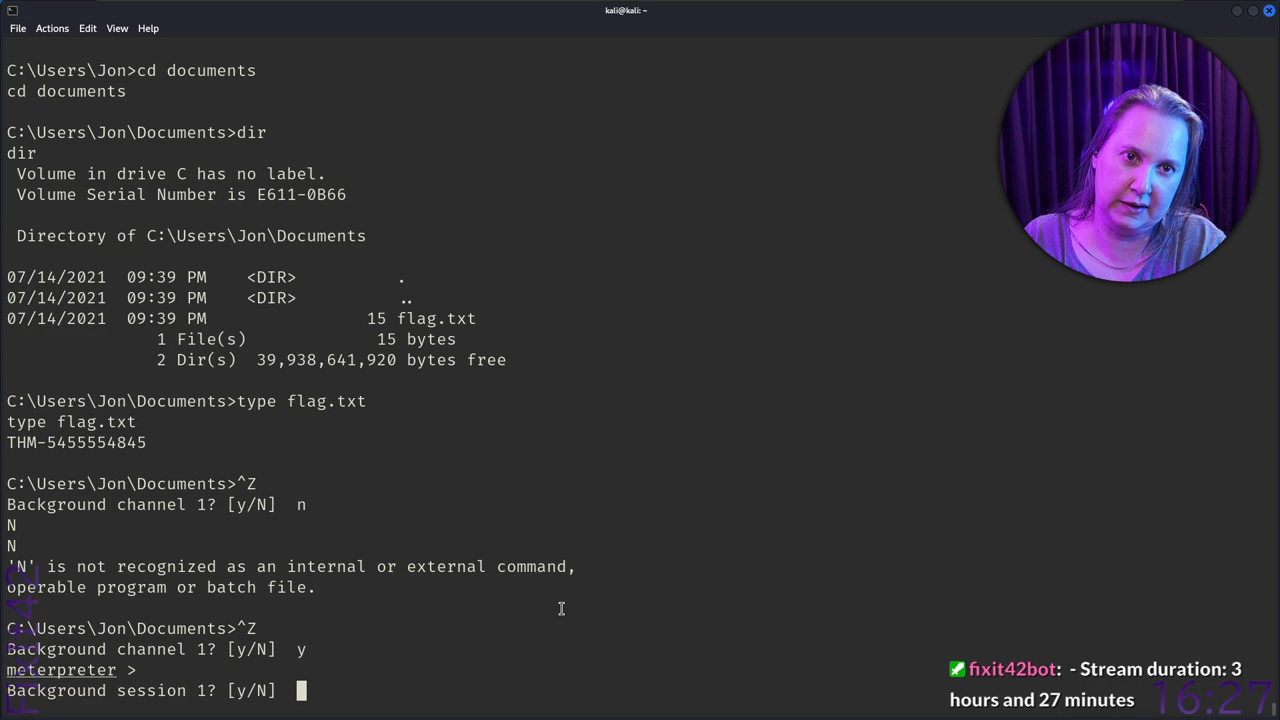 kali@kali: ~
File Actions Edit View Help
C:\Users\Jon>cd documents
cd documents
C:\Users\Jon\Documents>dir
dir
Volume in drive C has no label.
Volume Serial Number is E611-0B66
Directory of C:\Users\Jon\Documents
07/14/2021 09:39 PM <DIR> .
07/14/2021 09:39 PM <DIR> ..
07/14/2021 09:39 PM 15 flag.txt
1 File(s) 15 bytes
2 Dir(s) 39,938,641,920 bytes free
C:\Users\Jon\Documents>type flag.txt
type flag.txt
THM-5455554845
C:\Users\Jon\Documents>^Z
Background channel 1? [y/N] n
N
N
'N' is not recognized as an internal or external command,
operable program or batch file.
C:\Users\Jon\Documents>^Z
Background channel 1? [y/N] y
meterpreter >
Background session 1? [y/N]
fixit42bot: - Stream duration: 3
hours and 27 minutes
16:27
FixIt42